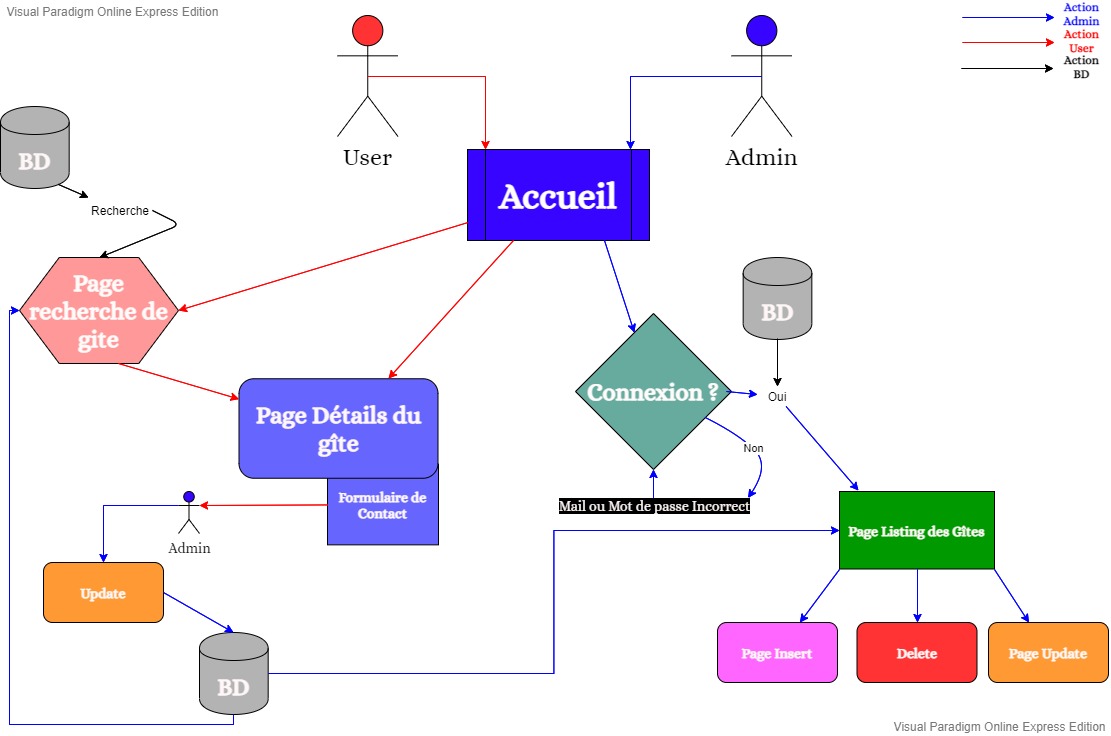 Visual Paradigm Online Express Edition
Action
Admin
Action
User
Action
BD
User
Admin
BD
Recherche
Accueil
Page
recherche de
gite
BD
Connexion ?
Oui
Non
Page Détails du
gîte
Formulaire de
Contact
Mail ou Mot de passe Incorrect
Admin
Page Listing des Gîtes
Update
BD
Page Insert
Delete
Page Update
Visual Paradigm Online Express Edition